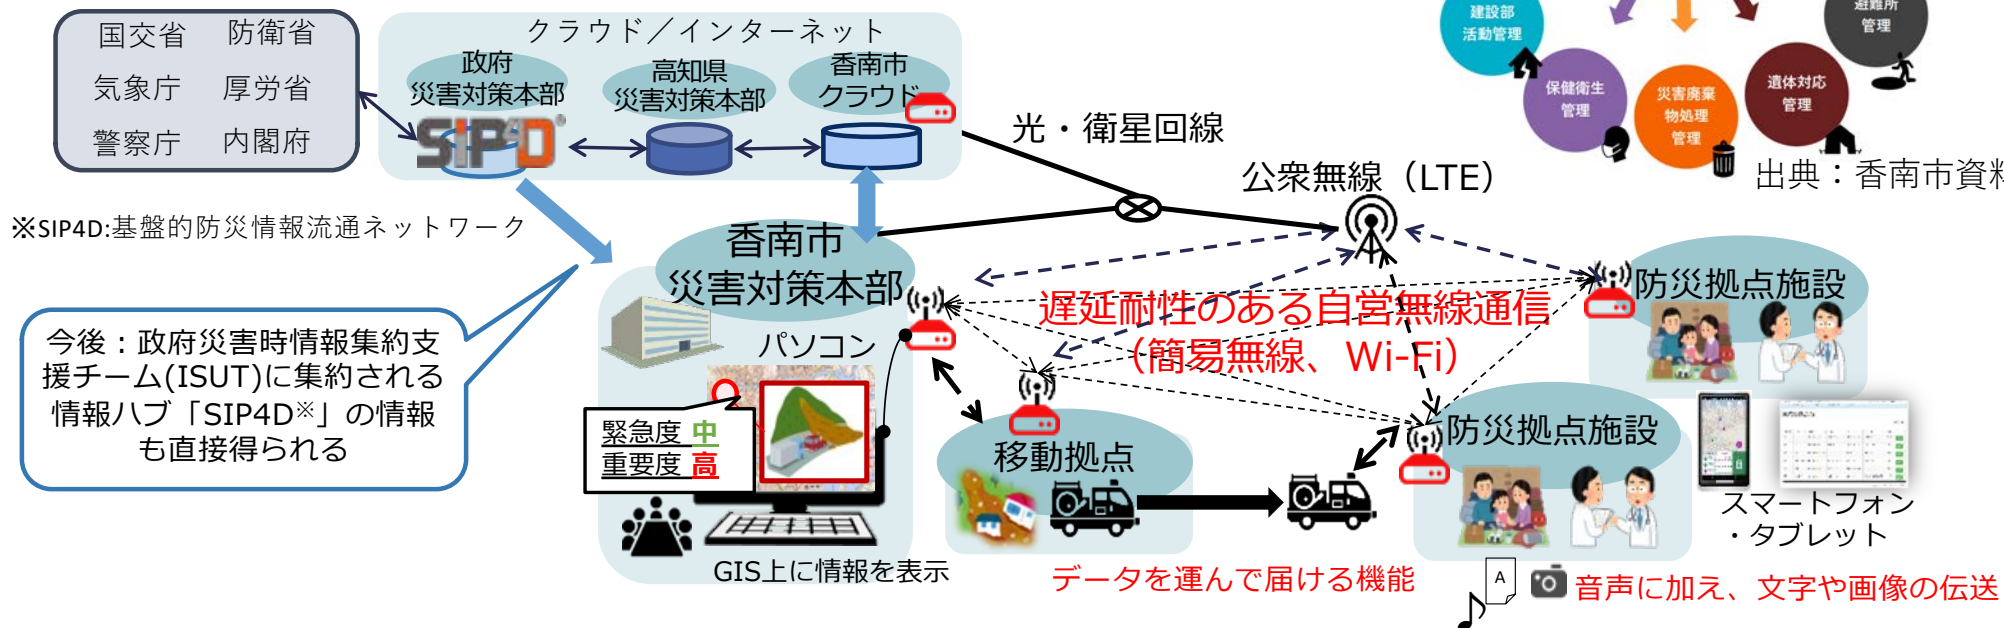 国交省 防衛省
気象庁 厚労省
警察庁 内閣府
クラウド／インターネット
政府
災害対策本部
高知県
災害対策本部
香南市
クラウド
SIP4D®
※SIP4D:基盤的防災情報流通ネットワーク
光・衛星回線
公衆無線（LTE）
建設部
活動管理
保健衛生
管理
災害廃棄
物処理
管理
遺体対応
管理
避難所
管理
出典：香南市資料
香南市
災害対策本部
今後：政府災害時情報集約支
援チーム(ISUT)に集約される
情報ハブ「SIP4D※」の情報
も直接得られる
パソコン
緊急度 中
重要度 高
GIS上に情報を表示
遅延耐性のある自営無線通信
（簡易無線、Wi-Fi）
移動拠点
データを運んで届ける機能
防災拠点施設
防災拠点施設
スマートフォン
・タブレット
A
音声に加え、文字や画像の伝送